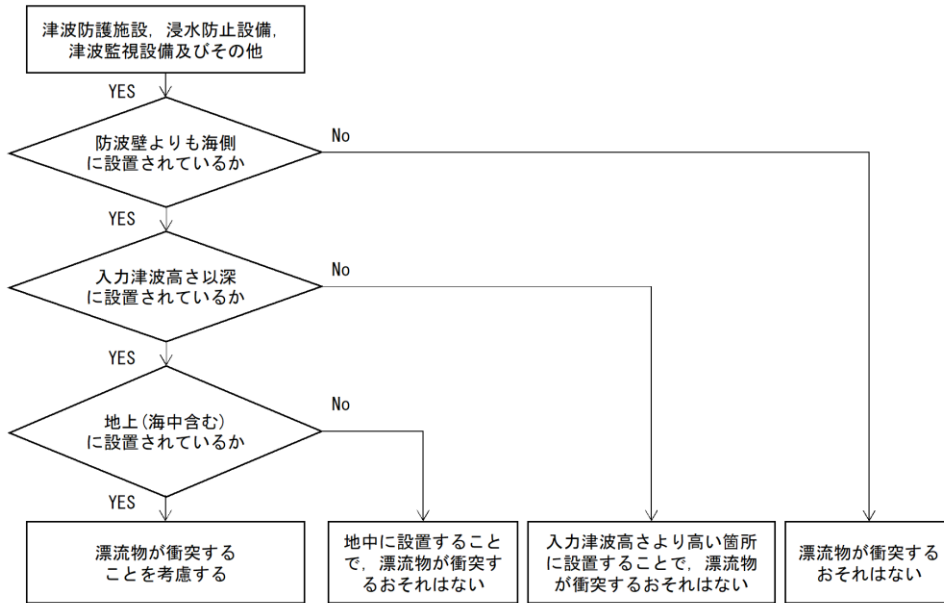 津波防護施設，浸水防止設備，
津波監視設備及びその他
YES
防波壁よりも海側
に設置されているか
No
YES
入力津波高さ以深
に設置されているか
No
YES
地上(海中含む)
に設置されているか
No
YES
漂流物が衝突する
ことを考慮する
地中に設置すること
で，漂流物が衝突す
るおそれはない
入力津波高さより高い箇所
に設置することで，漂流物
が衝突するおそれはない
漂流物が衝突する
おそれはない